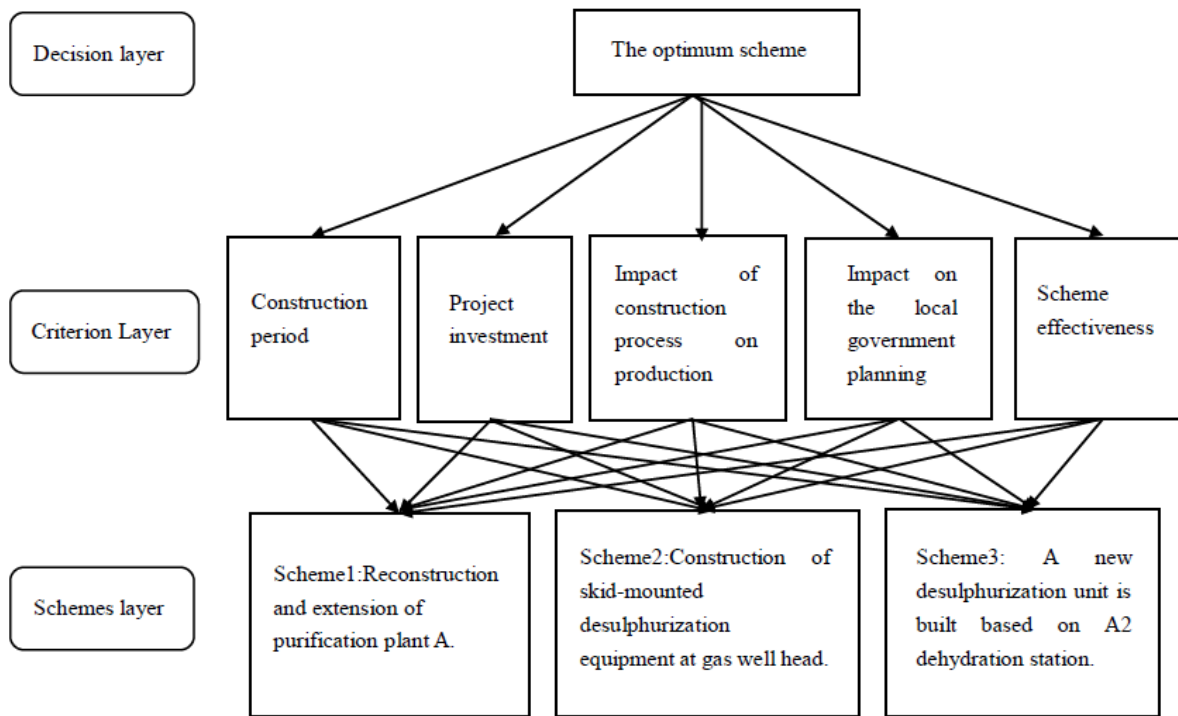 Decision layer
The optimum scheme
Criterion Layer
Construction
period
Project
investment
Impact of
construction
process on
production
Impact on
the local
government
planning
Scheme
effectiveness
Schemes layer
Scheme1:Reconstruction
and extension of
purification plant A.
Scheme2:Construction of
skid-mounted
desulphurization
equipment at gas well head.
Scheme3: A new
desulphurization unit is
built based on A2
dehydration station.